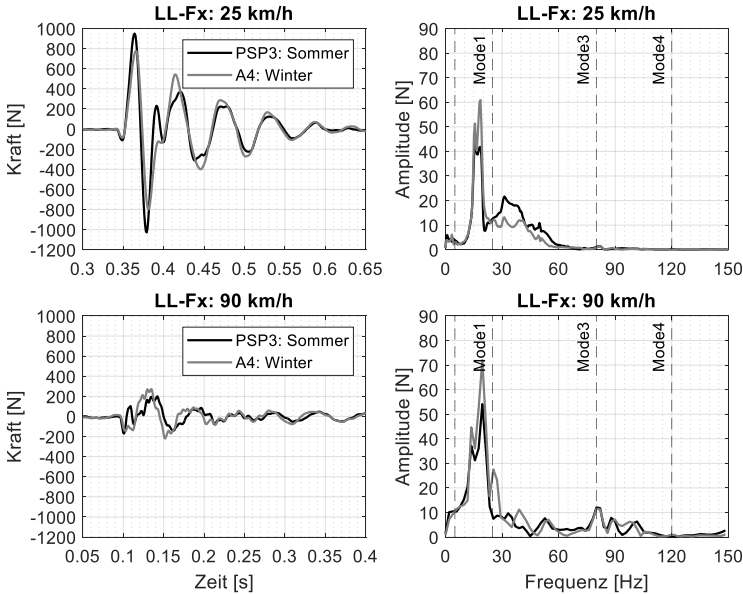 LL-Fx: 25 km/h
Kraft [N]
1000
800
600
400
200
0
-200
-400
-600
-800
-1000
-1200
PSP3: Sommer
A4: Winter
0.3 0.35 0.4 0.45 0.5 0.55 0.6 0.65
LL-Fx: 25 km/h
Amplitude [N]
90
80
70
60
50
40
30
20
10
0
Mode1
Mode3
Mode4
0 30 60 90 120 150
LL-Fx: 90 km/h
Kraft [N]
1000
800
600
400
200
0
-200
-400
-600
-800
-1000
-1200
PSP3: Sommer
A4: Winter
0.05 0.1 0.15 0.2 0.25 0.3 0.35 0.4
Zeit [s]
LL-Fx: 90 km/h
Amplitude [N]
90
80
70
60
50
40
30
20
10
0
Mode1
Mode3
Mode4
0 30 60 90 120 150
Frequenz [Hz]